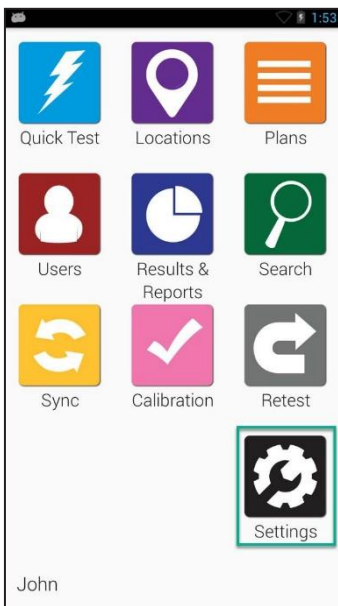 1:53
Quick Test Locations Plans
Users Results & Search
Reports
Sync Calibration Retest
Settings
John